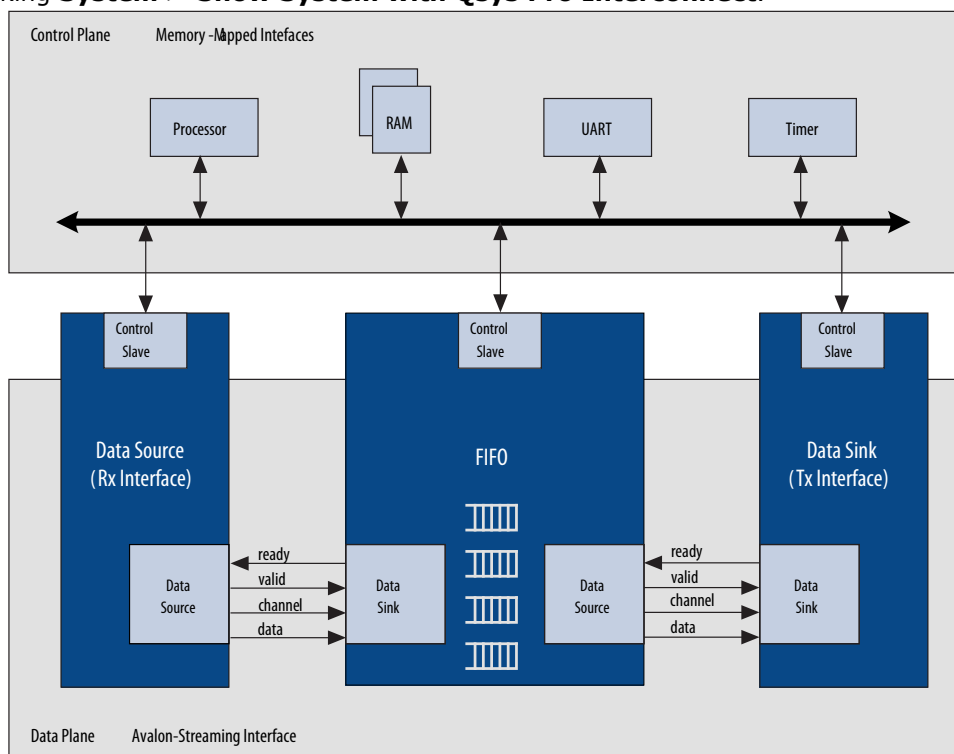 System > Show System With Qsys Pro Interconnect.
Control Plane Memory -Mapped Intefaces
Processor
RAM
UART
Timer
Control
Slave
Control
Slave
Control
Slave
Data Source
(Rx Interface)
FIFO
Data Sink
(Tx Interface)
Data
Source
ready
valid
channel
data
Data
Sink
Data
Source
ready
valid
channel
data
Data
Sink
Data Plane Avalon-Streaming Interface